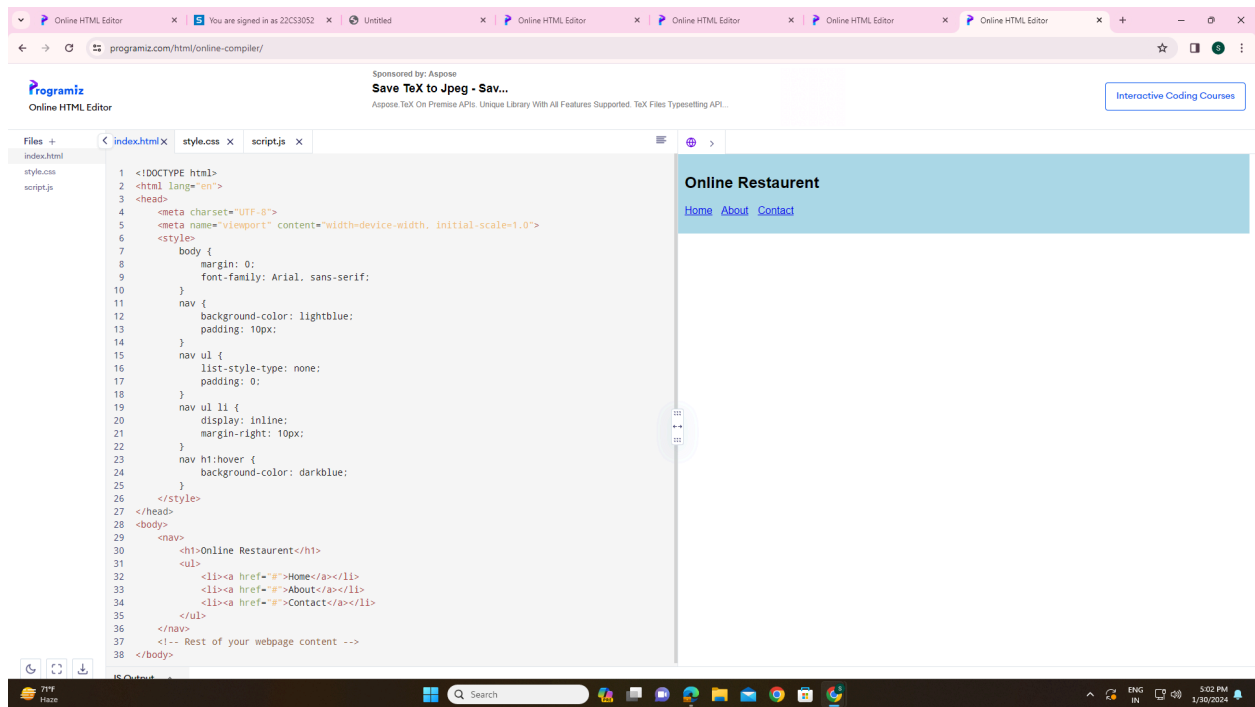 Online HTML Editor
You are signed in as 22CS3052
Untitled
Online HTML Editor
Online HTML Editor
Online HTML Editor
Online HTML Editor
programiz.com/html/online-compiler/
S
Programiz
Online HTML Editor
Sponsored by: Aspose
Save TeX to Jpeg - Sav...
Aspose.TeX On Premise APIs. Unique Library With All Features Supported. TeX Files Typesetting API...
Interactive Coding Courses
Files +
index.html
style.css
script.js
index.html style.css script.js
1 <!DOCTYPE html>
2 <html lang="en">
3 <head>
4 <meta charset="UTF-8">
5 <meta name="viewport" content="width=device-width, initial-scale=1.0">
6 <style>
7 body {
8 margin: 0;
9 font-family: Arial, sans-serif;
10 }
11 nav {
12 background-color: lightblue;
13 padding: 10px;
14 }
15 nav ul {
16 list-style-type: none;
17 padding: 0;
18 }
19 nav ul li {
20 display: inline;
21 margin-right: 10px;
22 }
23 nav h1:hover {
24 background-color: darkblue;
25 }
26 </style>
27 </head>
28 <body>
29 <nav>
30 <h1>Online Restaurent</h1>
31 <ul>
32 <li><a href="#">Home</a></li>
33 <li><a href="#">About</a></li>
34 <li><a href="#">Contact</a></li>
35 </ul>
36 </nav>
37 <!-- Rest of your webpage content -->
38 </body>
Online Restaurent
Home About Contact
JS Output
71°F
Haze
Search
ENG
IN
5:02 PM
1/30/2024